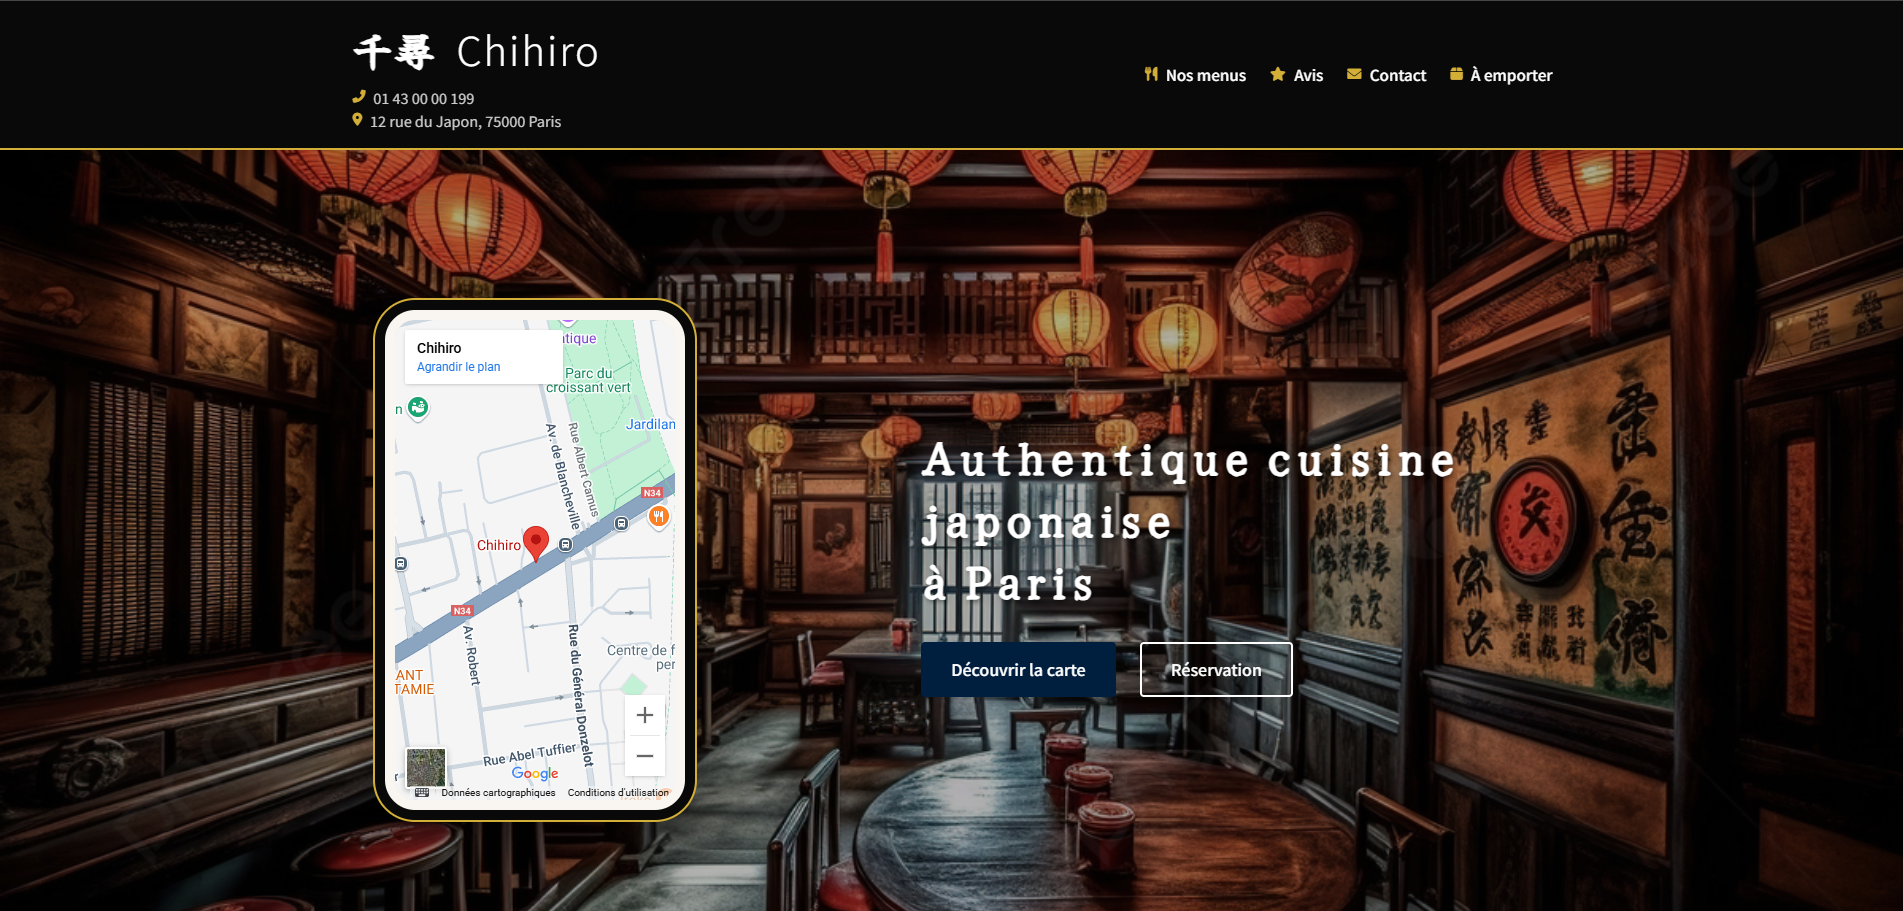 千尋 Chihiro
01 43 00 00 199
12 rue du Japon, 75000 Paris
Nos menus
Avis
Contact
À emporter
Chihiro
Agrandir le plan
tique
Parc du
croissant vert
n
Jardilan
Av. de Blancheville
Rue Albert Camus
N34
Chihiro
N34
Av. Robert
Rue du Général Donzelot
Centre de f
per
ANT
TAMIE
Rue Abel Tuffier
r
Google
Données cartographiques
Conditions d'utilisation
Authentique cuisine
japonaise
à Paris
Découvrir la carte
Réservation